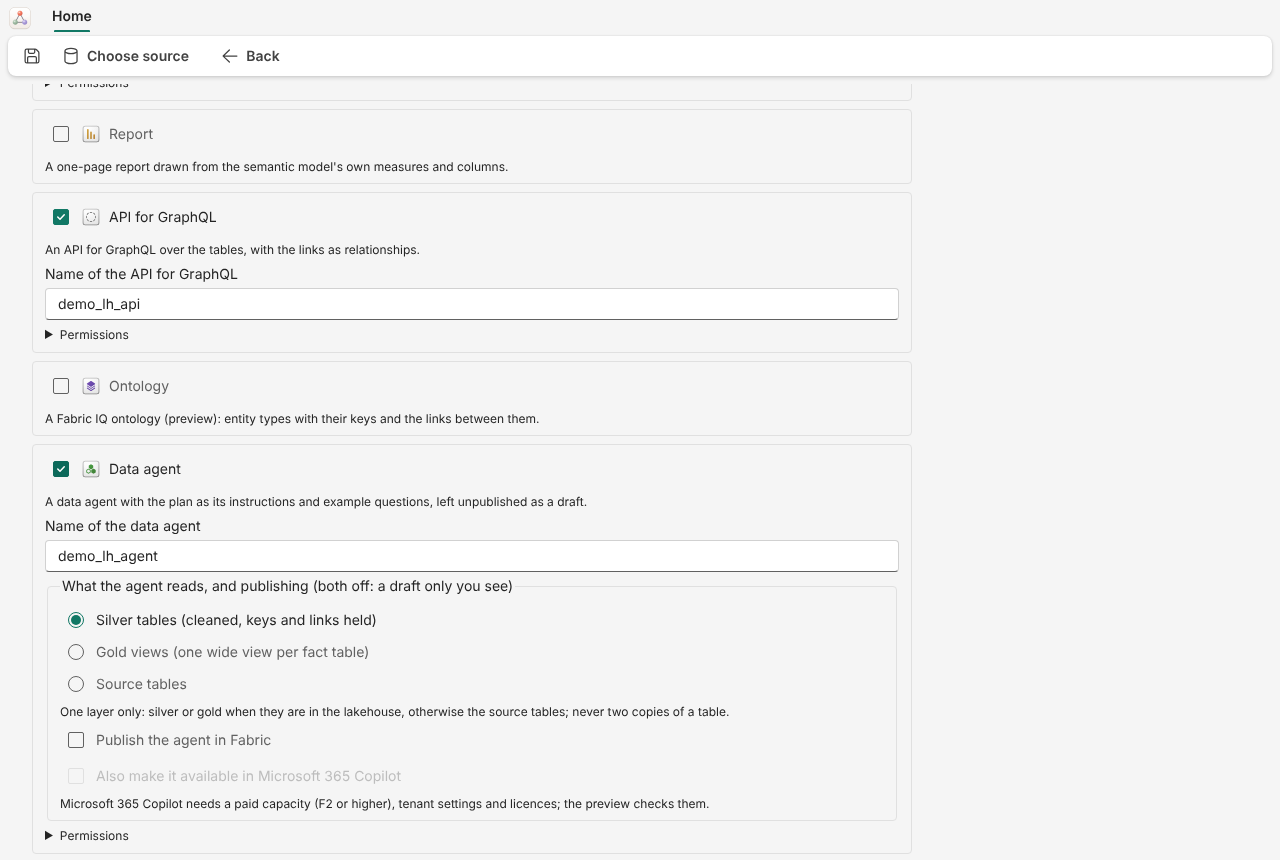 Home
Choose source
Back
Permissions
Report
A one-page report drawn from the semantic model's own measures and columns.
API for GraphQL
An API for GraphQL over the tables, with the links as relationships.
Name of the API for GraphQL
demo_lh_api
Permissions
Ontology
A Fabric IQ ontology (preview): entity types with their keys and the links between them.
Data agent
A data agent with the plan as its instructions and example questions, left unpublished as a draft.
Name of the data agent
demo_lh_agent
What the agent reads, and publishing (both off: a draft only you see)
Silver tables (cleaned, keys and links held)
Gold views (one wide view per fact table)
Source tables
One layer only: silver or gold when they are in the lakehouse, otherwise the source tables; never two copies of a table.
Publish the agent in Fabric
Also make it available in Microsoft 365 Copilot
Microsoft 365 Copilot needs a paid capacity (F2 or higher), tenant settings and licences; the preview checks them.
Permissions